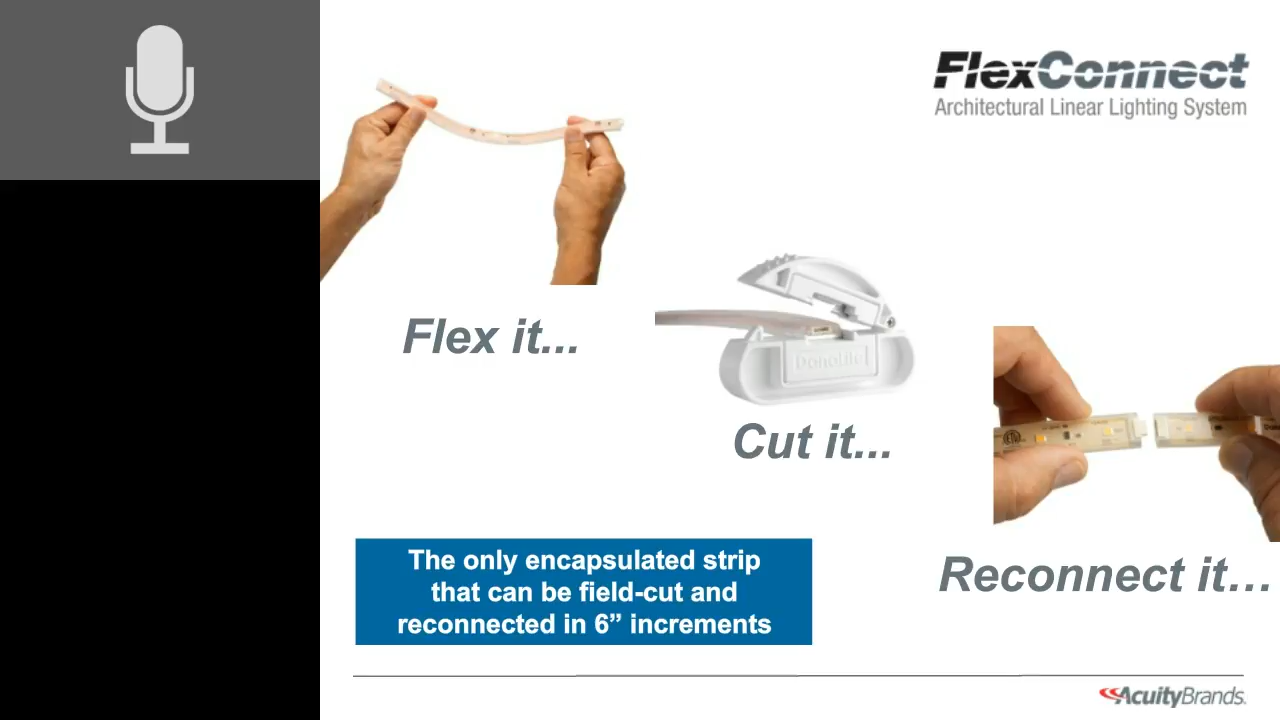 FlexConnect
Architectural Linear Lighting System
Flex it...
Cut it...
Reconnect it…
The only encapsulated strip
that can be field-cut and
reconnected in 6” increments
AcuityBrands.